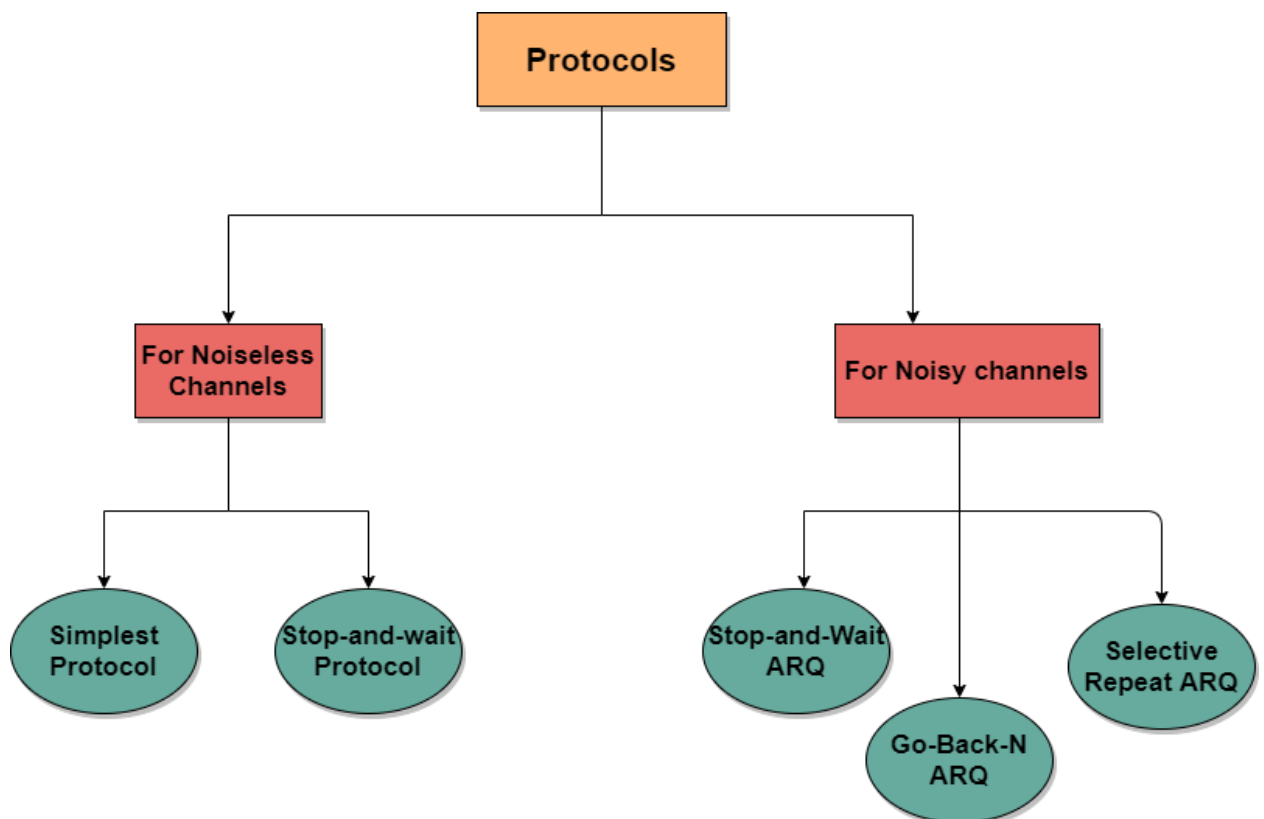 Protocols
For Noiseless
Channels
For Noisy channels
Simplest
Protocol
Stop-and-wait
Protocol
Stop-and-Wait
ARQ
Go-Back-N
ARQ
Selective
Repeat ARQ